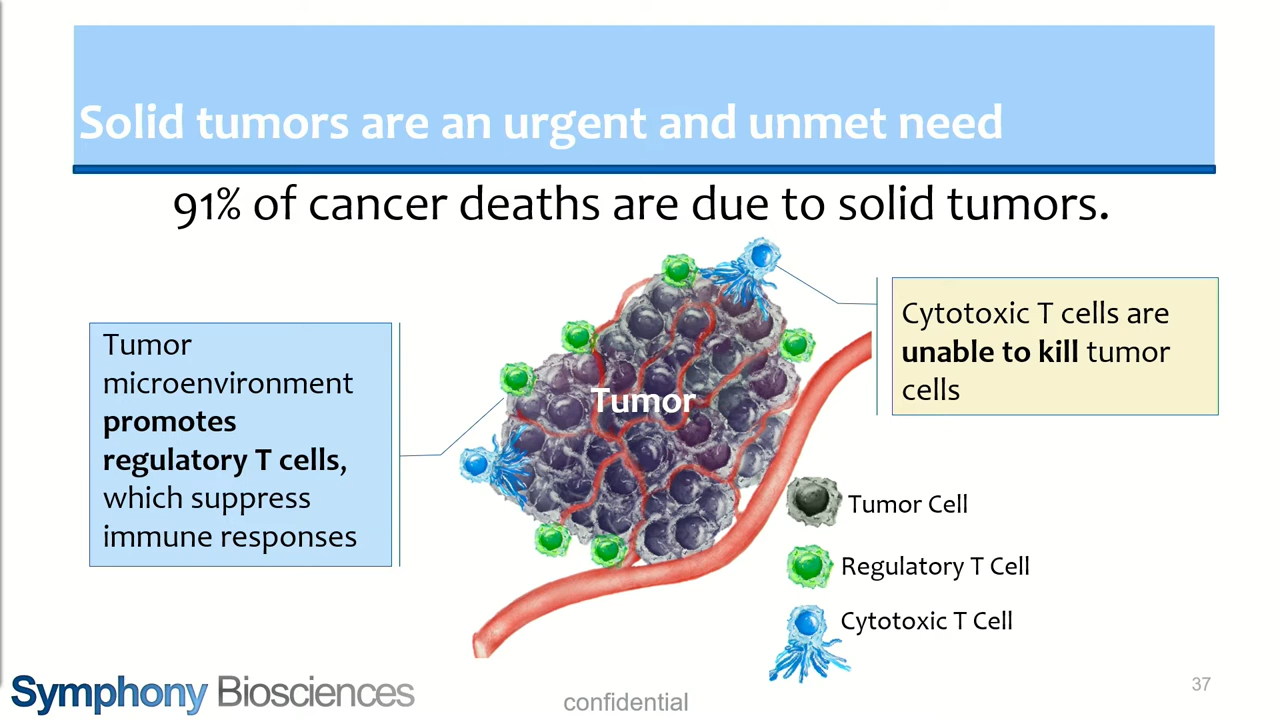 Solid tumors are an urgent and unmet need
91% of cancer deaths are due to solid tumors.
Tumor
microenvironment
promotes
regulatory T cells,
which suppress
immune responses
Tumor
Cytotoxic T cells are
unable to kill tumor
cells
Tumor Cell
Regulatory T Cell
Cytotoxic T Cell
Symphony Biosciences
confidential
37